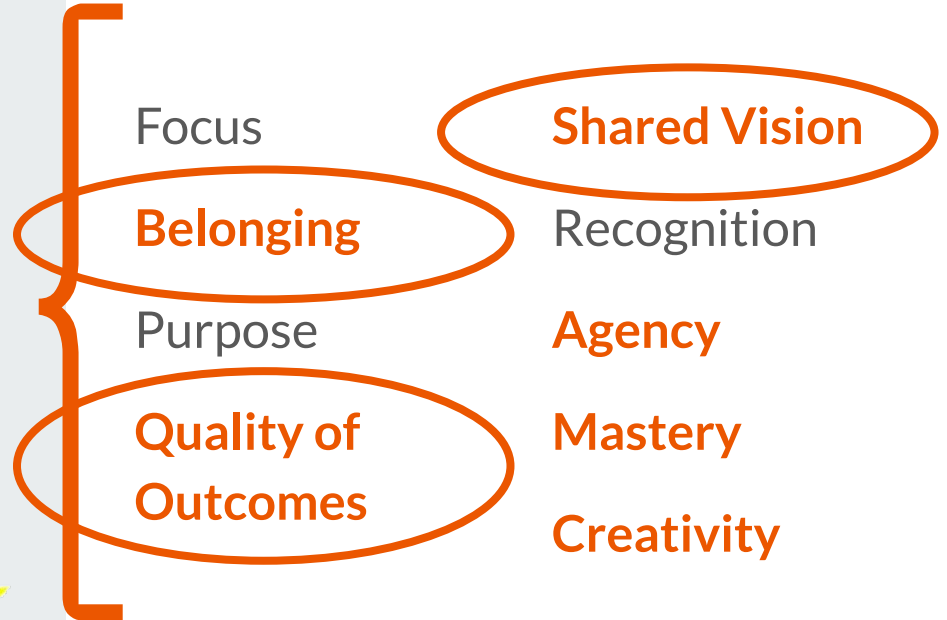 Focus
Belonging
Purpose
Quality of
Outcomes
Shared Vision
Recognition
Agency
Mastery
Creativity